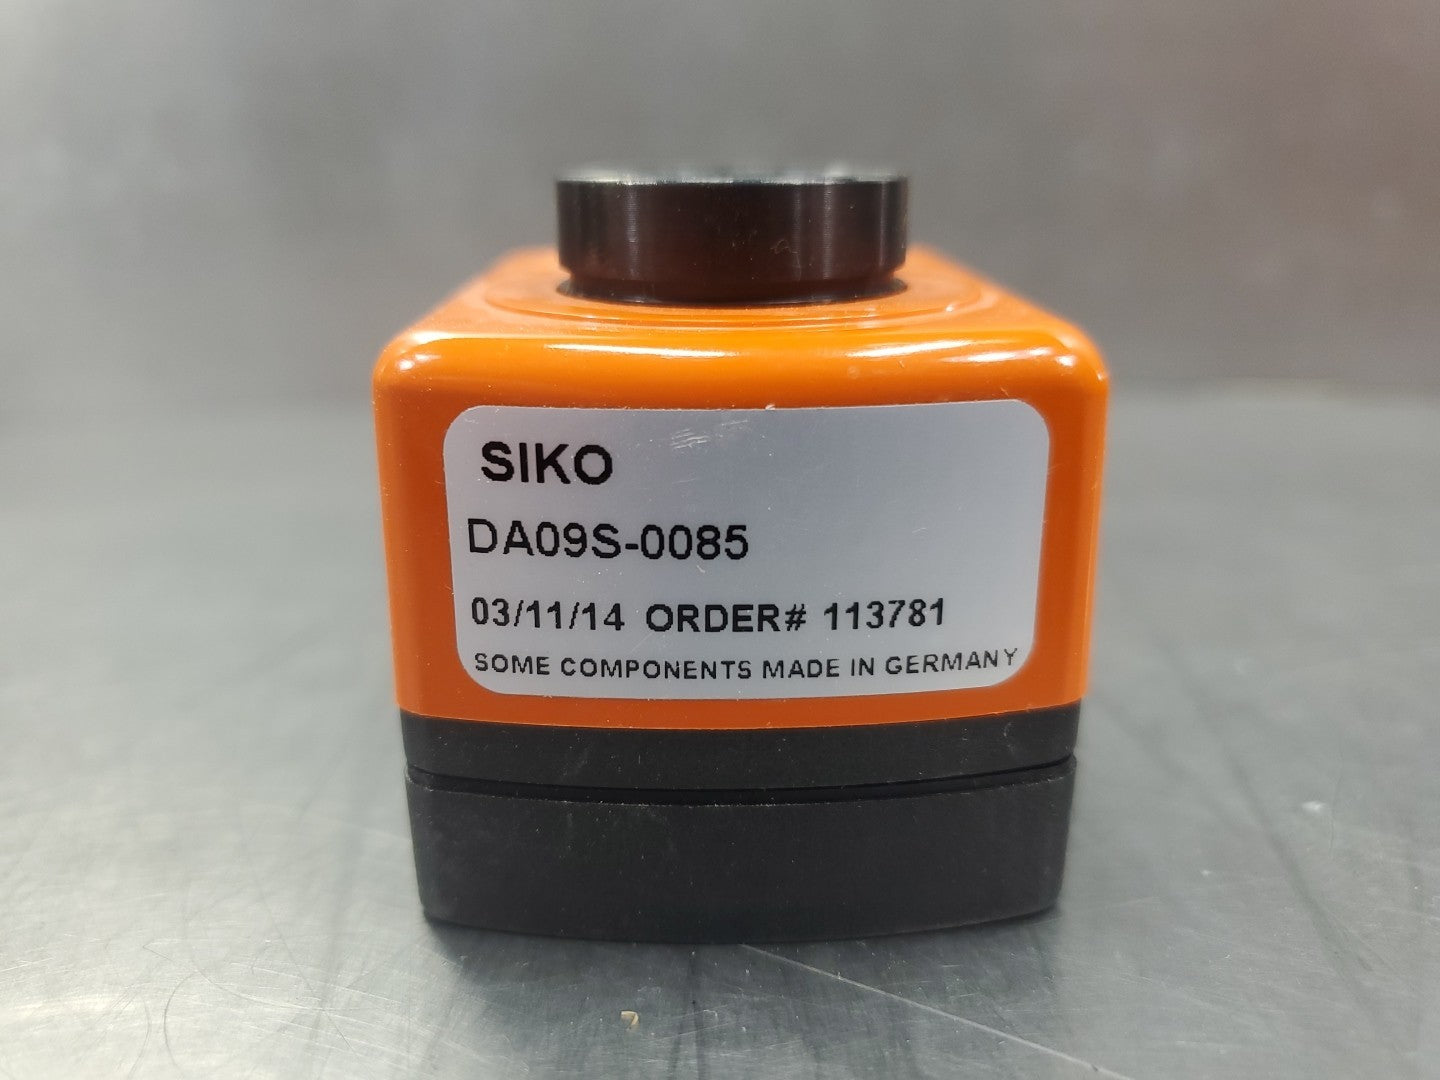 SIKO
DA09S-0085
03/11/14 ORDER# 113781
SOME COMPONENTS MADE IN GERMANY